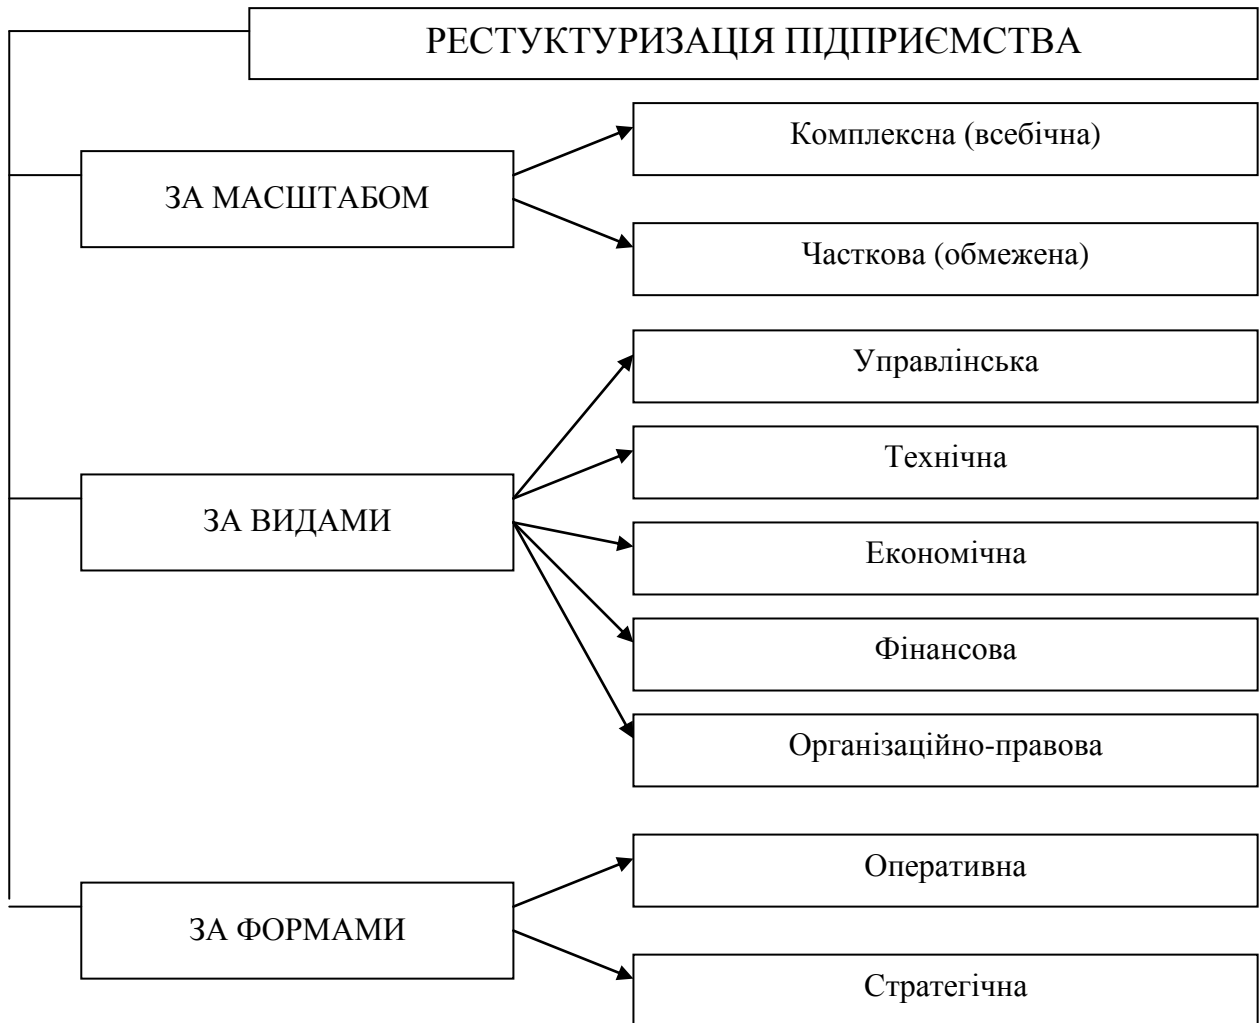 РЕСТУКТУРИЗАЦІЯ ПІДПРИЄМСТВА
ЗА МАСШТАБОМ
Комплексна (всебічна)
Часткова (обмежена)
ЗА ВИДАМИ
Управлінська
Технічна
Економічна
Фінансова
Організаційно-правова
ЗА ФОРМАМИ
Оперативна
Стратегічна